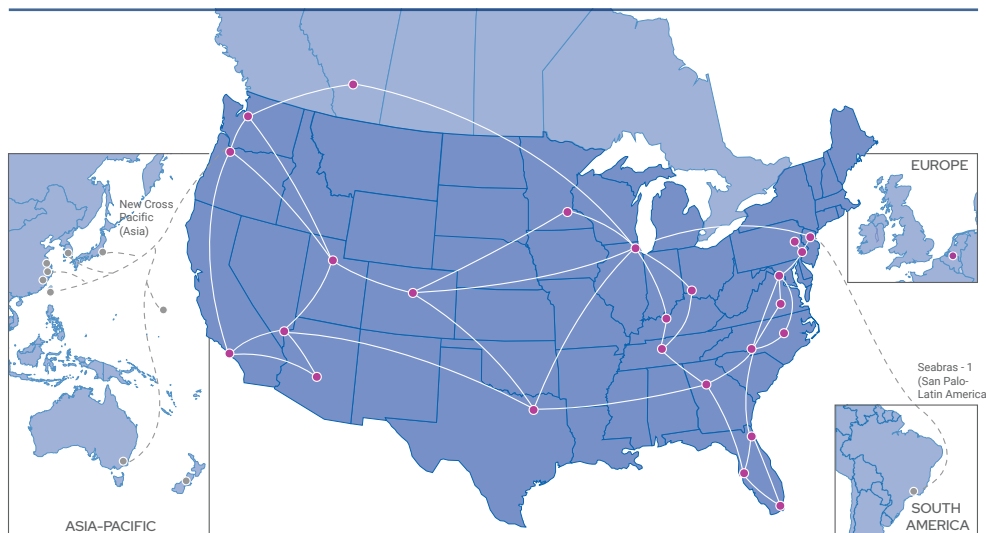 EUROPE
New Cross
Pacific
(Asia)
Seabras - 1
(San Palo-
Latin America
SOUTH
AMERICA
ASIA-PACIFIC